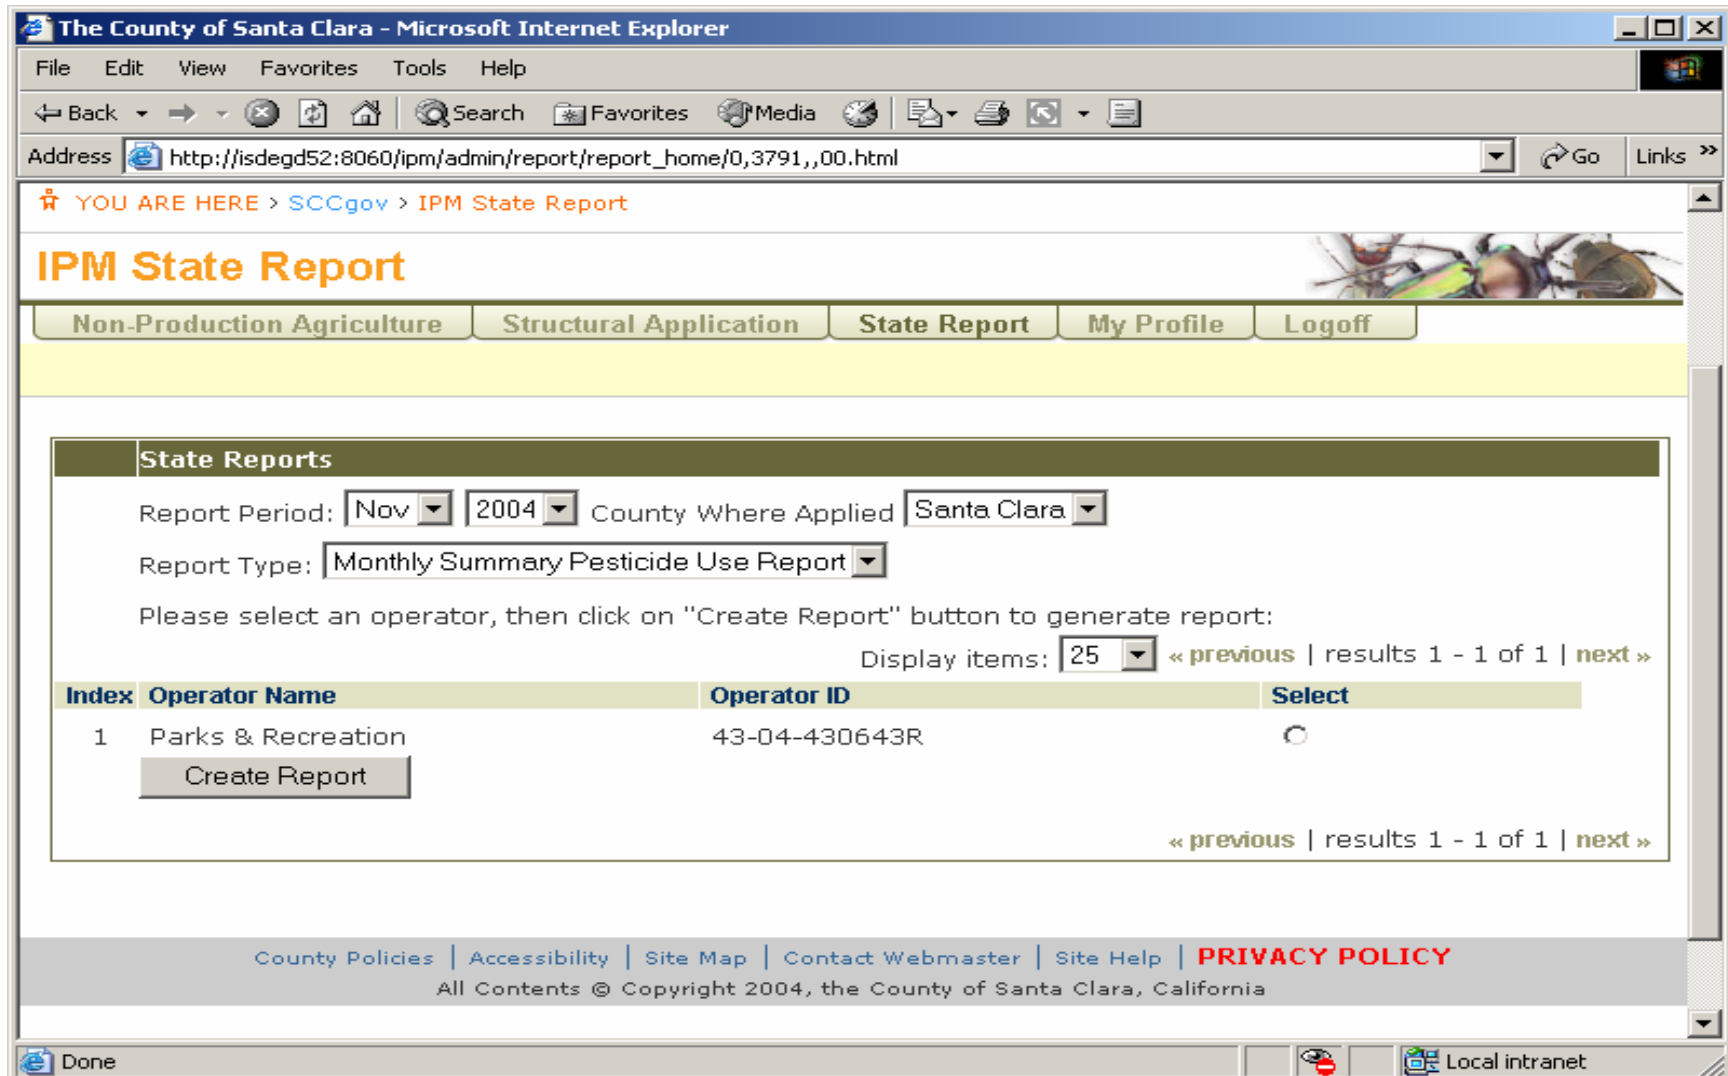 The County of Santa Clara - Microsoft Internet Explorer
File Edit View Favorites Tools Help
Back Search Favorites Media
Address http://isdegd52:8060/ipm/admin/report/report_home/0,3791,,00.html Go Links »
YOU ARE HERE > SCCgov > IPM State Report
IPM State Report
Non-Production Agriculture Structural Application State Report My Profile Logoff
State Reports
Report Period: Nov 2004 County Where Applied Santa Clara
Report Type: Monthly Summary Pesticide Use Report
Please select an operator, then click on "Create Report" button to generate report:
Display items: 25 « previous | results 1 - 1 of 1 | next »
Index Operator Name Operator ID Select
1 Parks & Recreation 43-04-430643R
Create Report
« previous | results 1 - 1 of 1 | next »
County Policies | Accessibility | Site Map | Contact Webmaster | Site Help | PRIVACY POLICY
All Contents © Copyright 2004, the County of Santa Clara, California
Done Local intranet